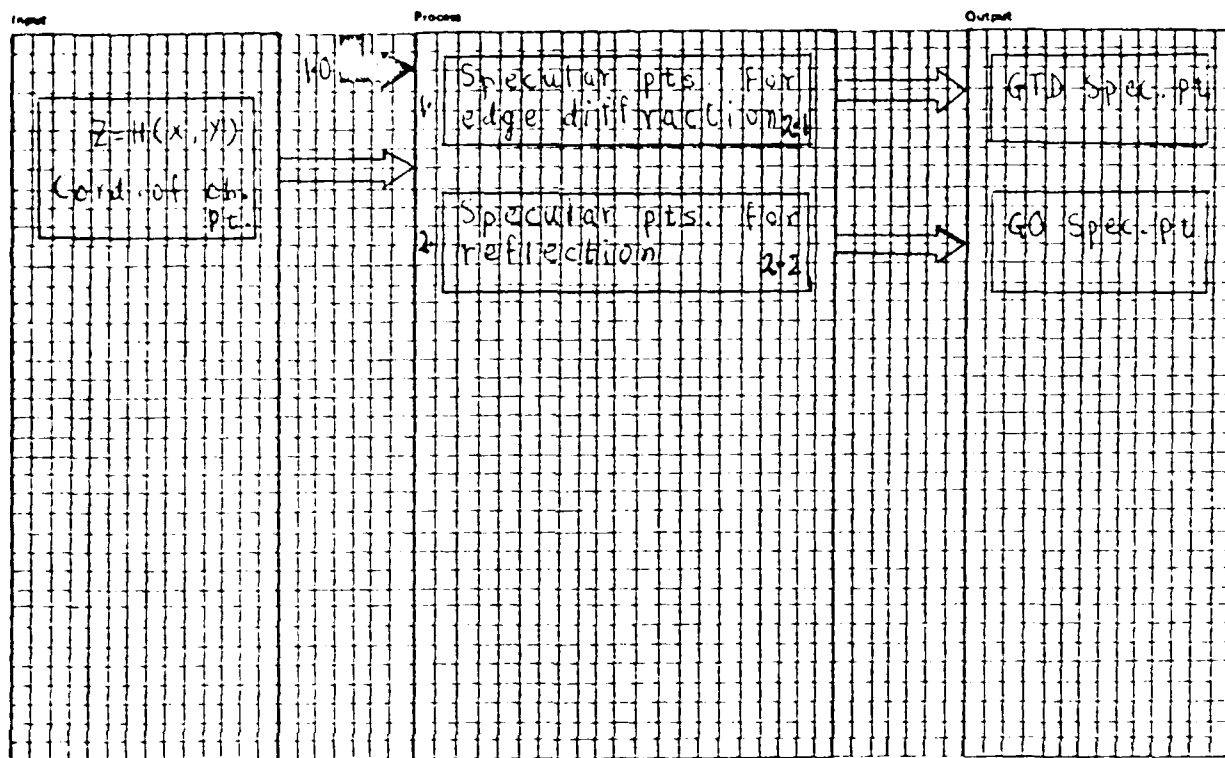 Input
Process
Output
1.0
Z=H(X,Y)
Cord. of ob.
pt.
1.
Specular pts. for
edge diffraction
2.1
2.
Specular pts. for
reflection
2.2
GTD Spec. pt
GO Spec. pt